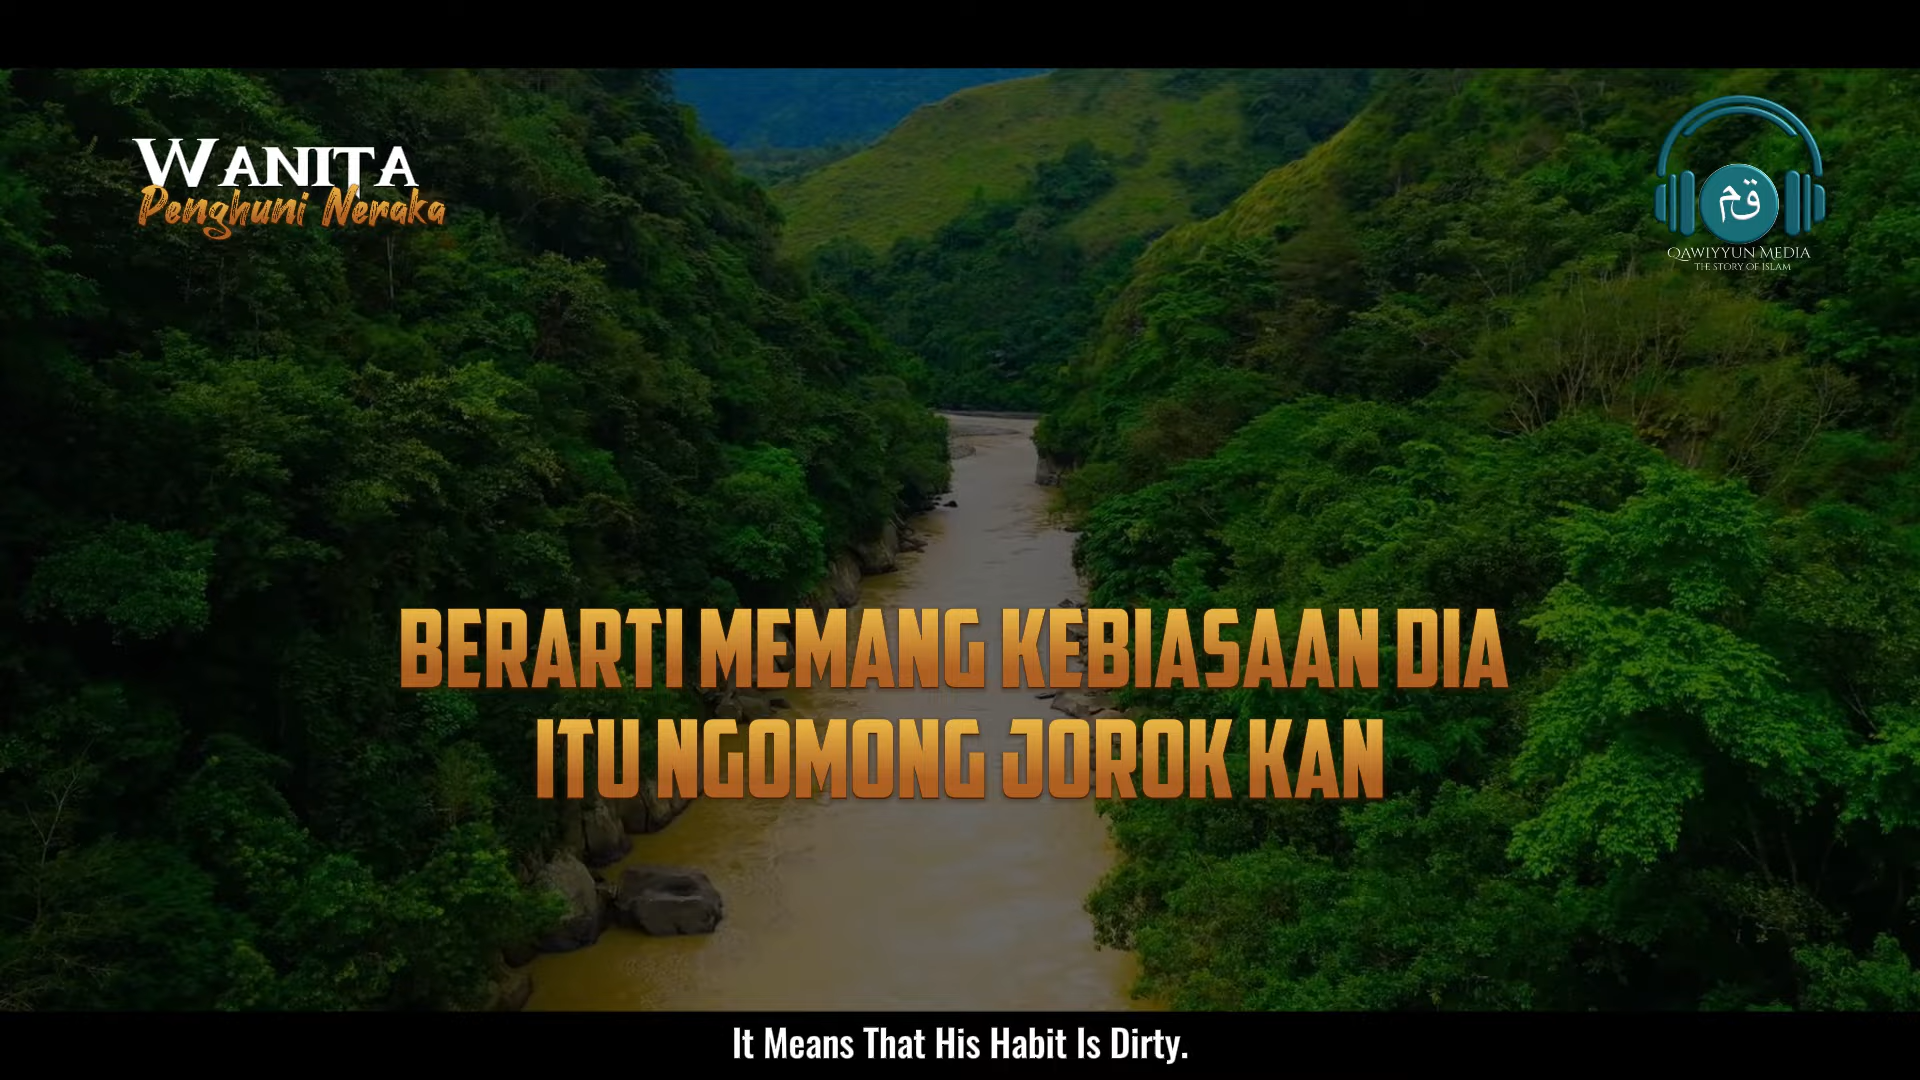 WANITA
Penghuni Neraka
قم
QAWIYYUN MEDIA
THE STORY OF ISLAM
BERARTI MEMANG KEBIASAAN DIA
ITU NGOMONG JOROK KAN
It Means That His Habit Is Dirty.